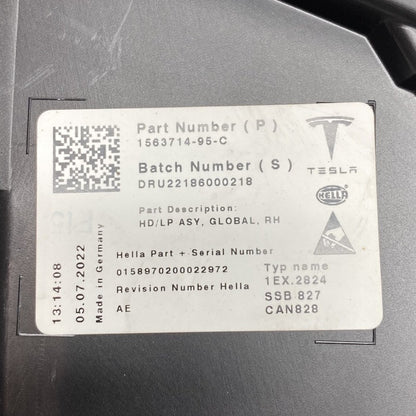 Part Number ( P )
1563714-95-C
Batch Number ( S )
DRU22186000218
TESLA
HELLA
Part Description:
HD/LP ASY, GLOBAL, RH
Hella Part + Serial Number
0158970200022972
Revision Number Hella
AE
Typ name
1EX.2824
SSB 827
CAN828
13:14:08
05.07.2022
Made in Germany